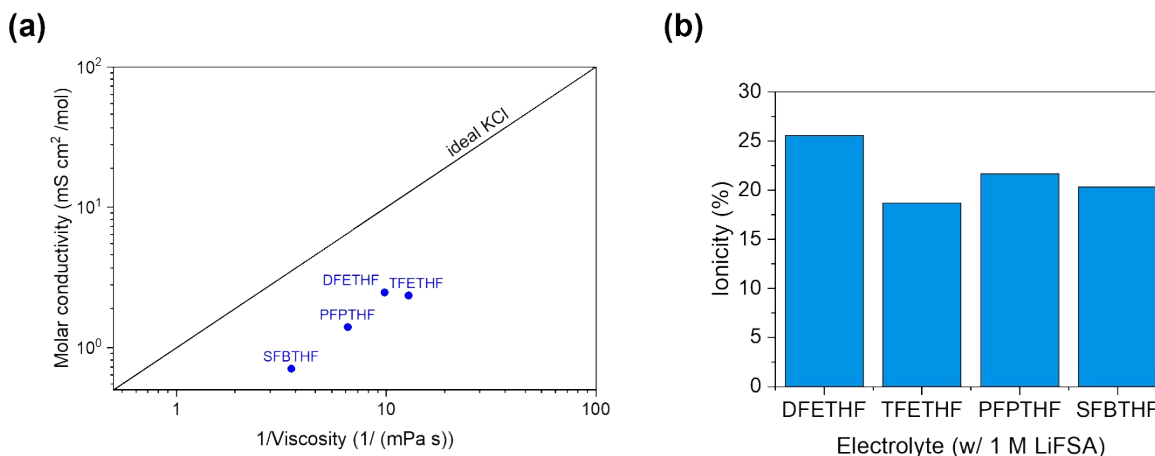 (a)
10²
10¹
10⁰
Molar conductivity (mS cm² /mol)
ideal KCl
DFETHF
TFETHF
PFPTHF
SFBTHF
1
10
100
1/Viscosity (1/ (mPa s))
(b)
30
25
20
15
10
5
0
Ionicity (%)
DFETHF TFETHF PFPTHF SFBTHF
Electrolyte (w/ 1 M LiFSA)